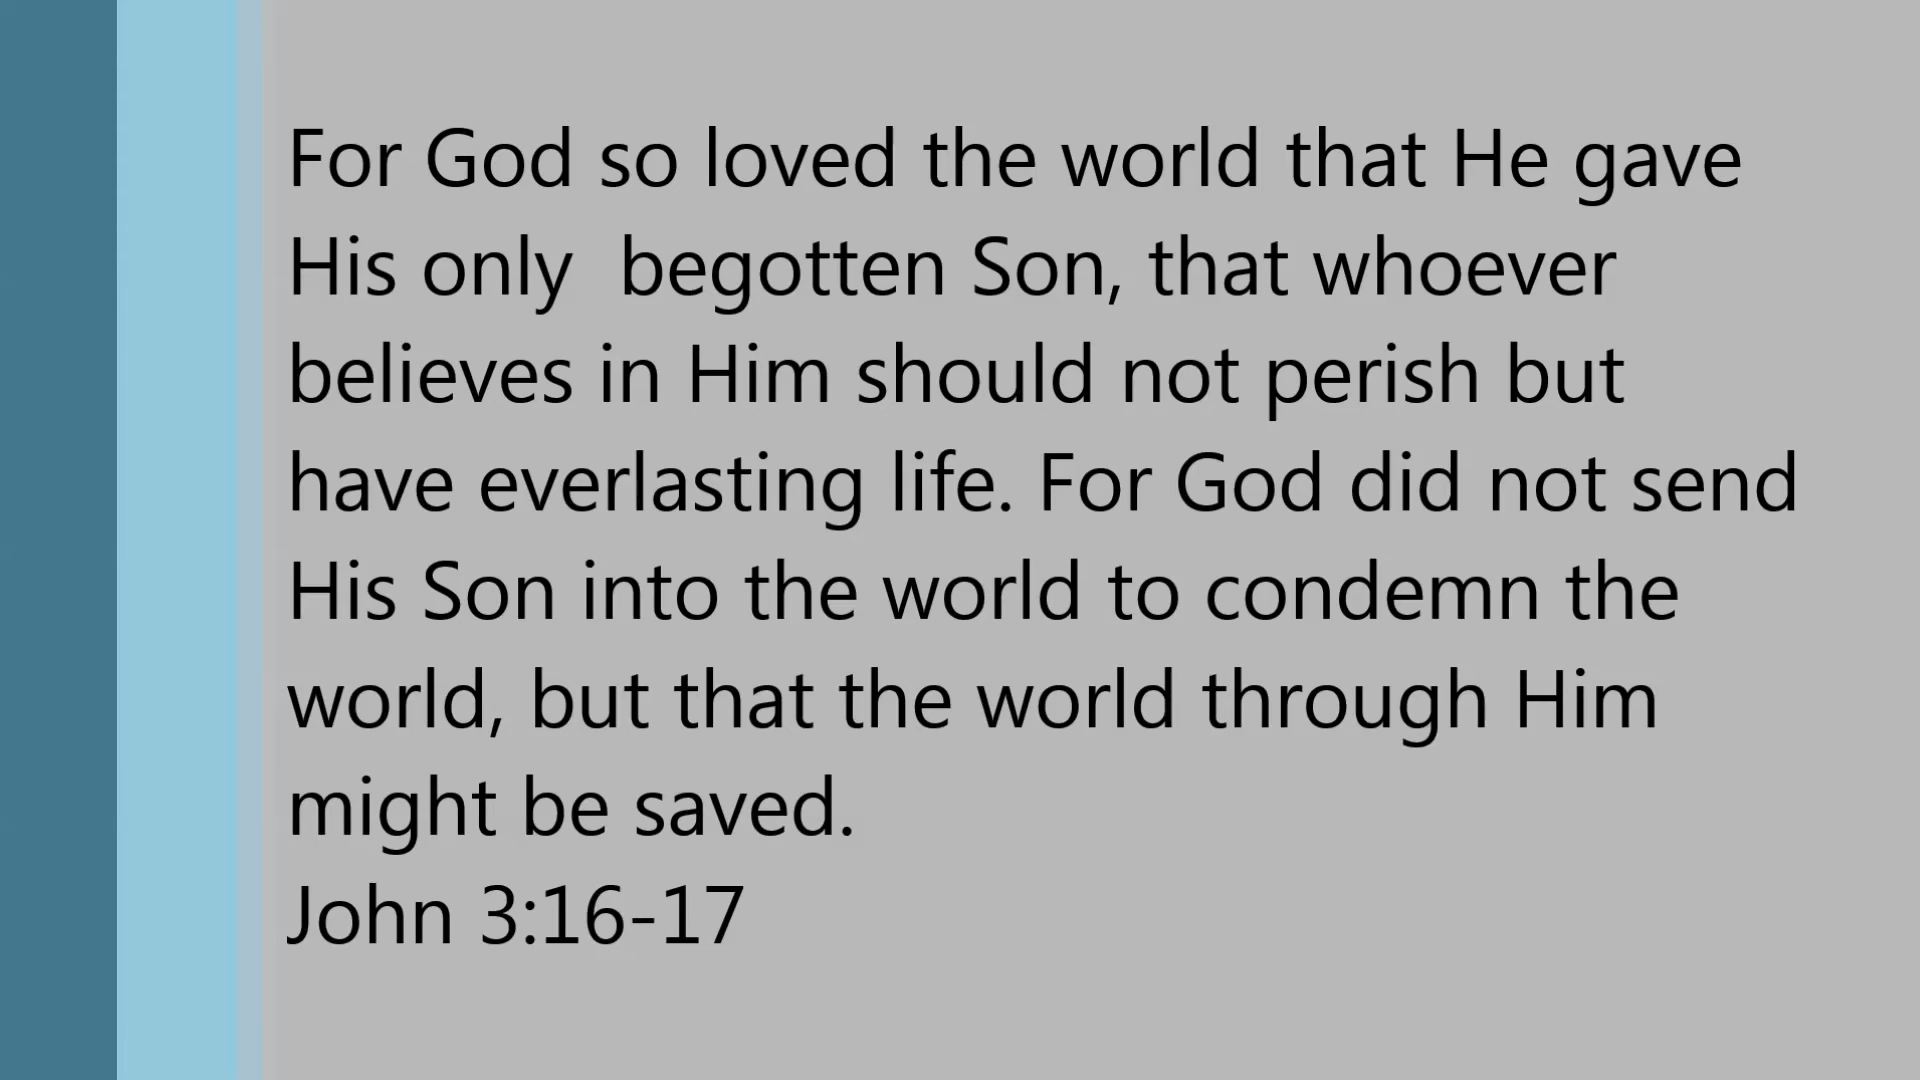 For God so loved the world that He gave
His only  begotten Son, that whoever
believes in Him should not perish but
have everlasting life. For God did not send
His Son into the world to condemn the
world, but that the world through Him
might be saved.
John 3:16-17